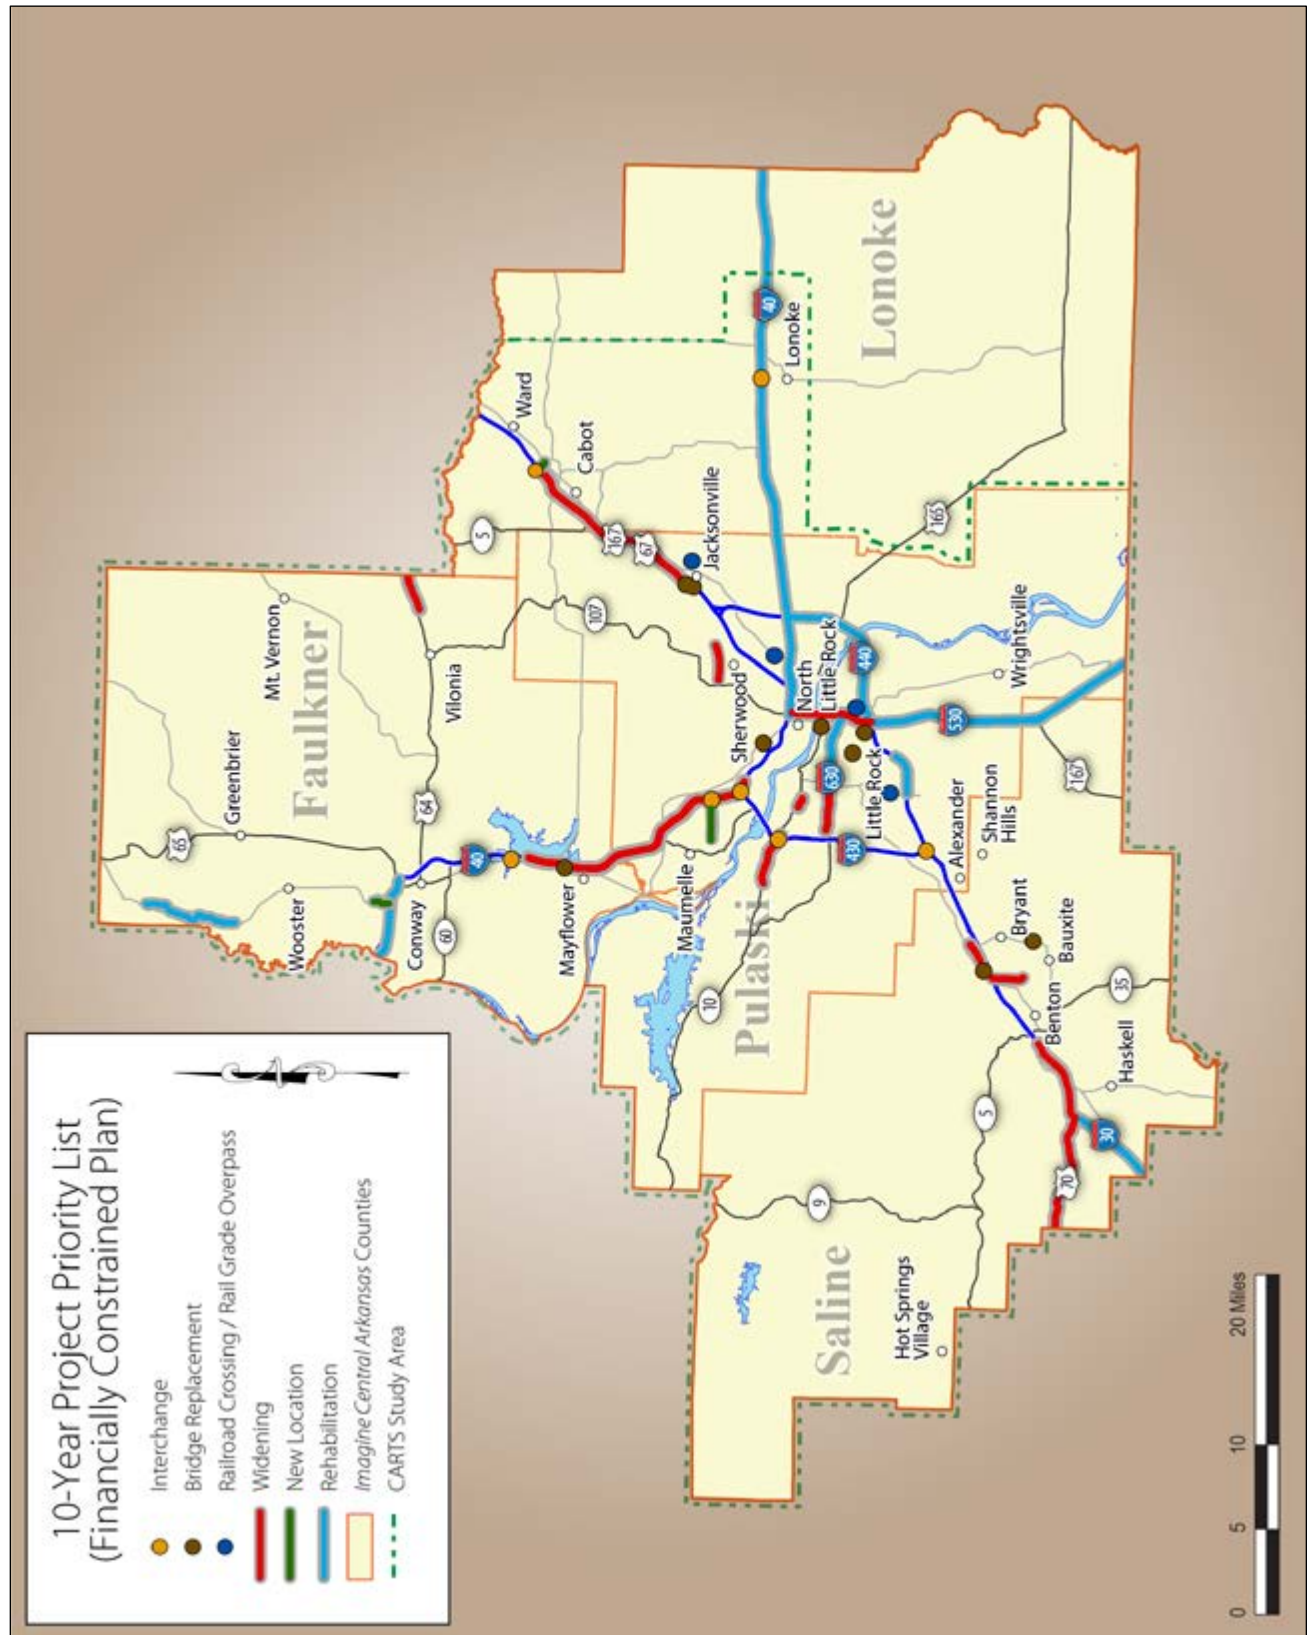 10-Year Project Priority List
(Financially Constrained Plan)
Interchange
Bridge Replacement
Railroad Crossing / Rail Grade Overpass
Widening
New Location
Rehabilitation
Imagine Central Arkansas Counties
CARTS Study Area
Faulkner
65
Greenbrier
Mt. Vernon
Wooster
Conway
64
Vilonia
60
40
Mayflower
5
Ward
Cabot
167
67
107
Jacksonville
Maumelle
Sherwood
10
Pulaski
North
Little Rock
Little Rock
630
430
440
530
Wrightsville
Alexander
Shannon
Hills
167
40
Lonoke
Lonoke
165
Saline
9
Hot Springs
Village
5
Bryant
Bauxite
Benton
35
Haskell
30
70
0
5
10
20 Miles